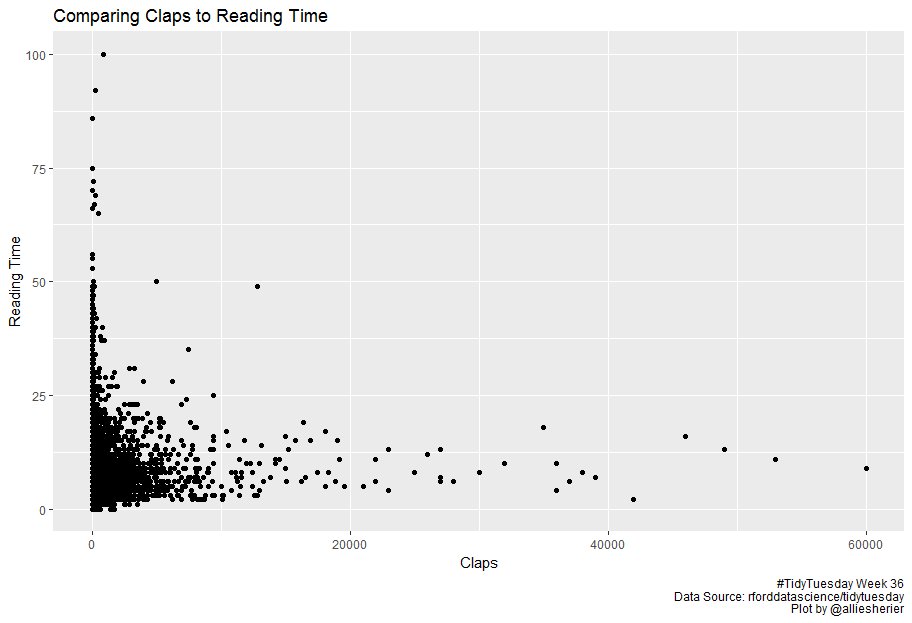 Comparing Claps to Reading Time
100
75
50
25
0
Reading Time
0
20000
40000
60000
Claps
#TidyTuesday Week 36
Data Source: rforddatascience/tidytuesday
Plot by @alliesherier